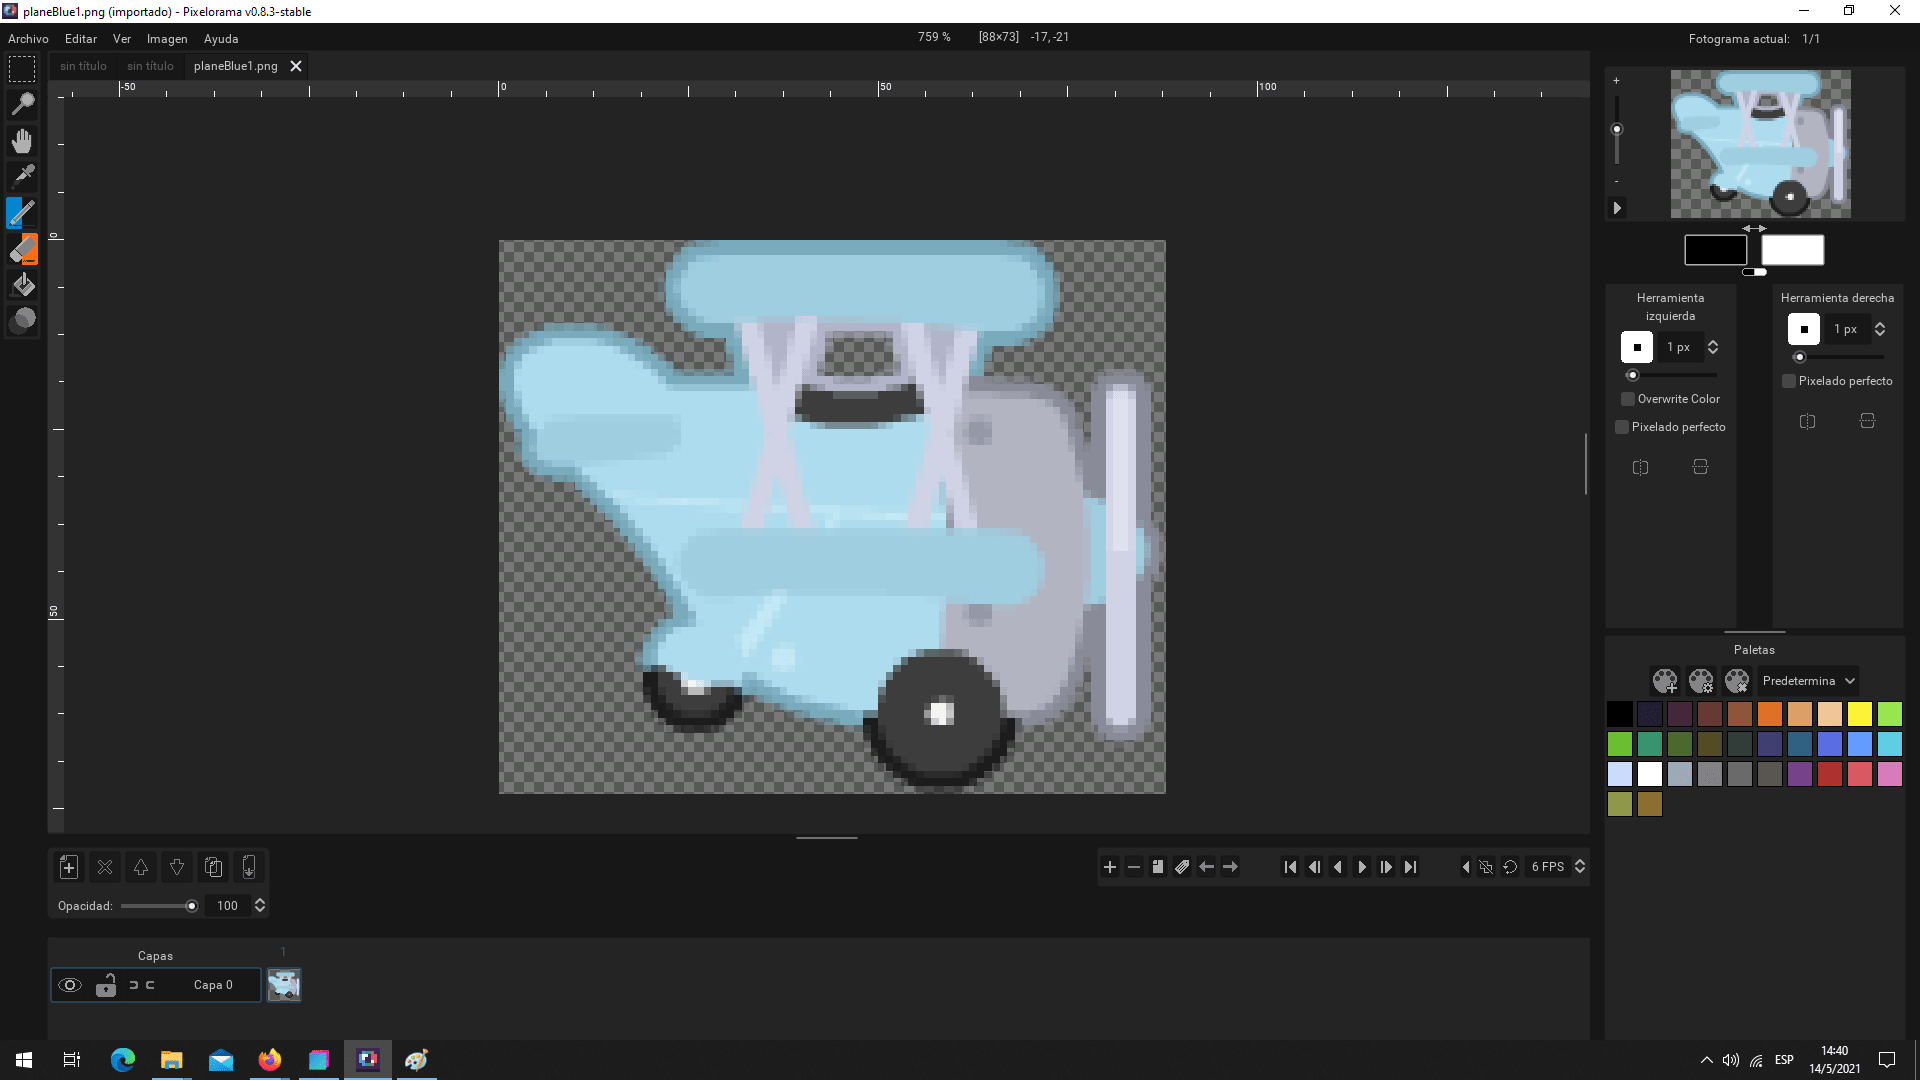 planeBlue1.png (importado) - Pixelorama v0.8.3-stable
Archivo Editar Ver Imagen Ayuda
759 % [88×73] -17,-21
Fotograma actual: 1/1
sin título sin título planeBlue1.png
-50 0 50 100
0
50
+
-
Herramienta
izquierda
1 px
Overwrite Color
Pixelado perfecto
Herramienta derecha
1 px
Pixelado perfecto
Paletas
Predetermina
6 FPS
Opacidad: 100
Capas 1
Capa 0
ESP
14:40
14/5/2021